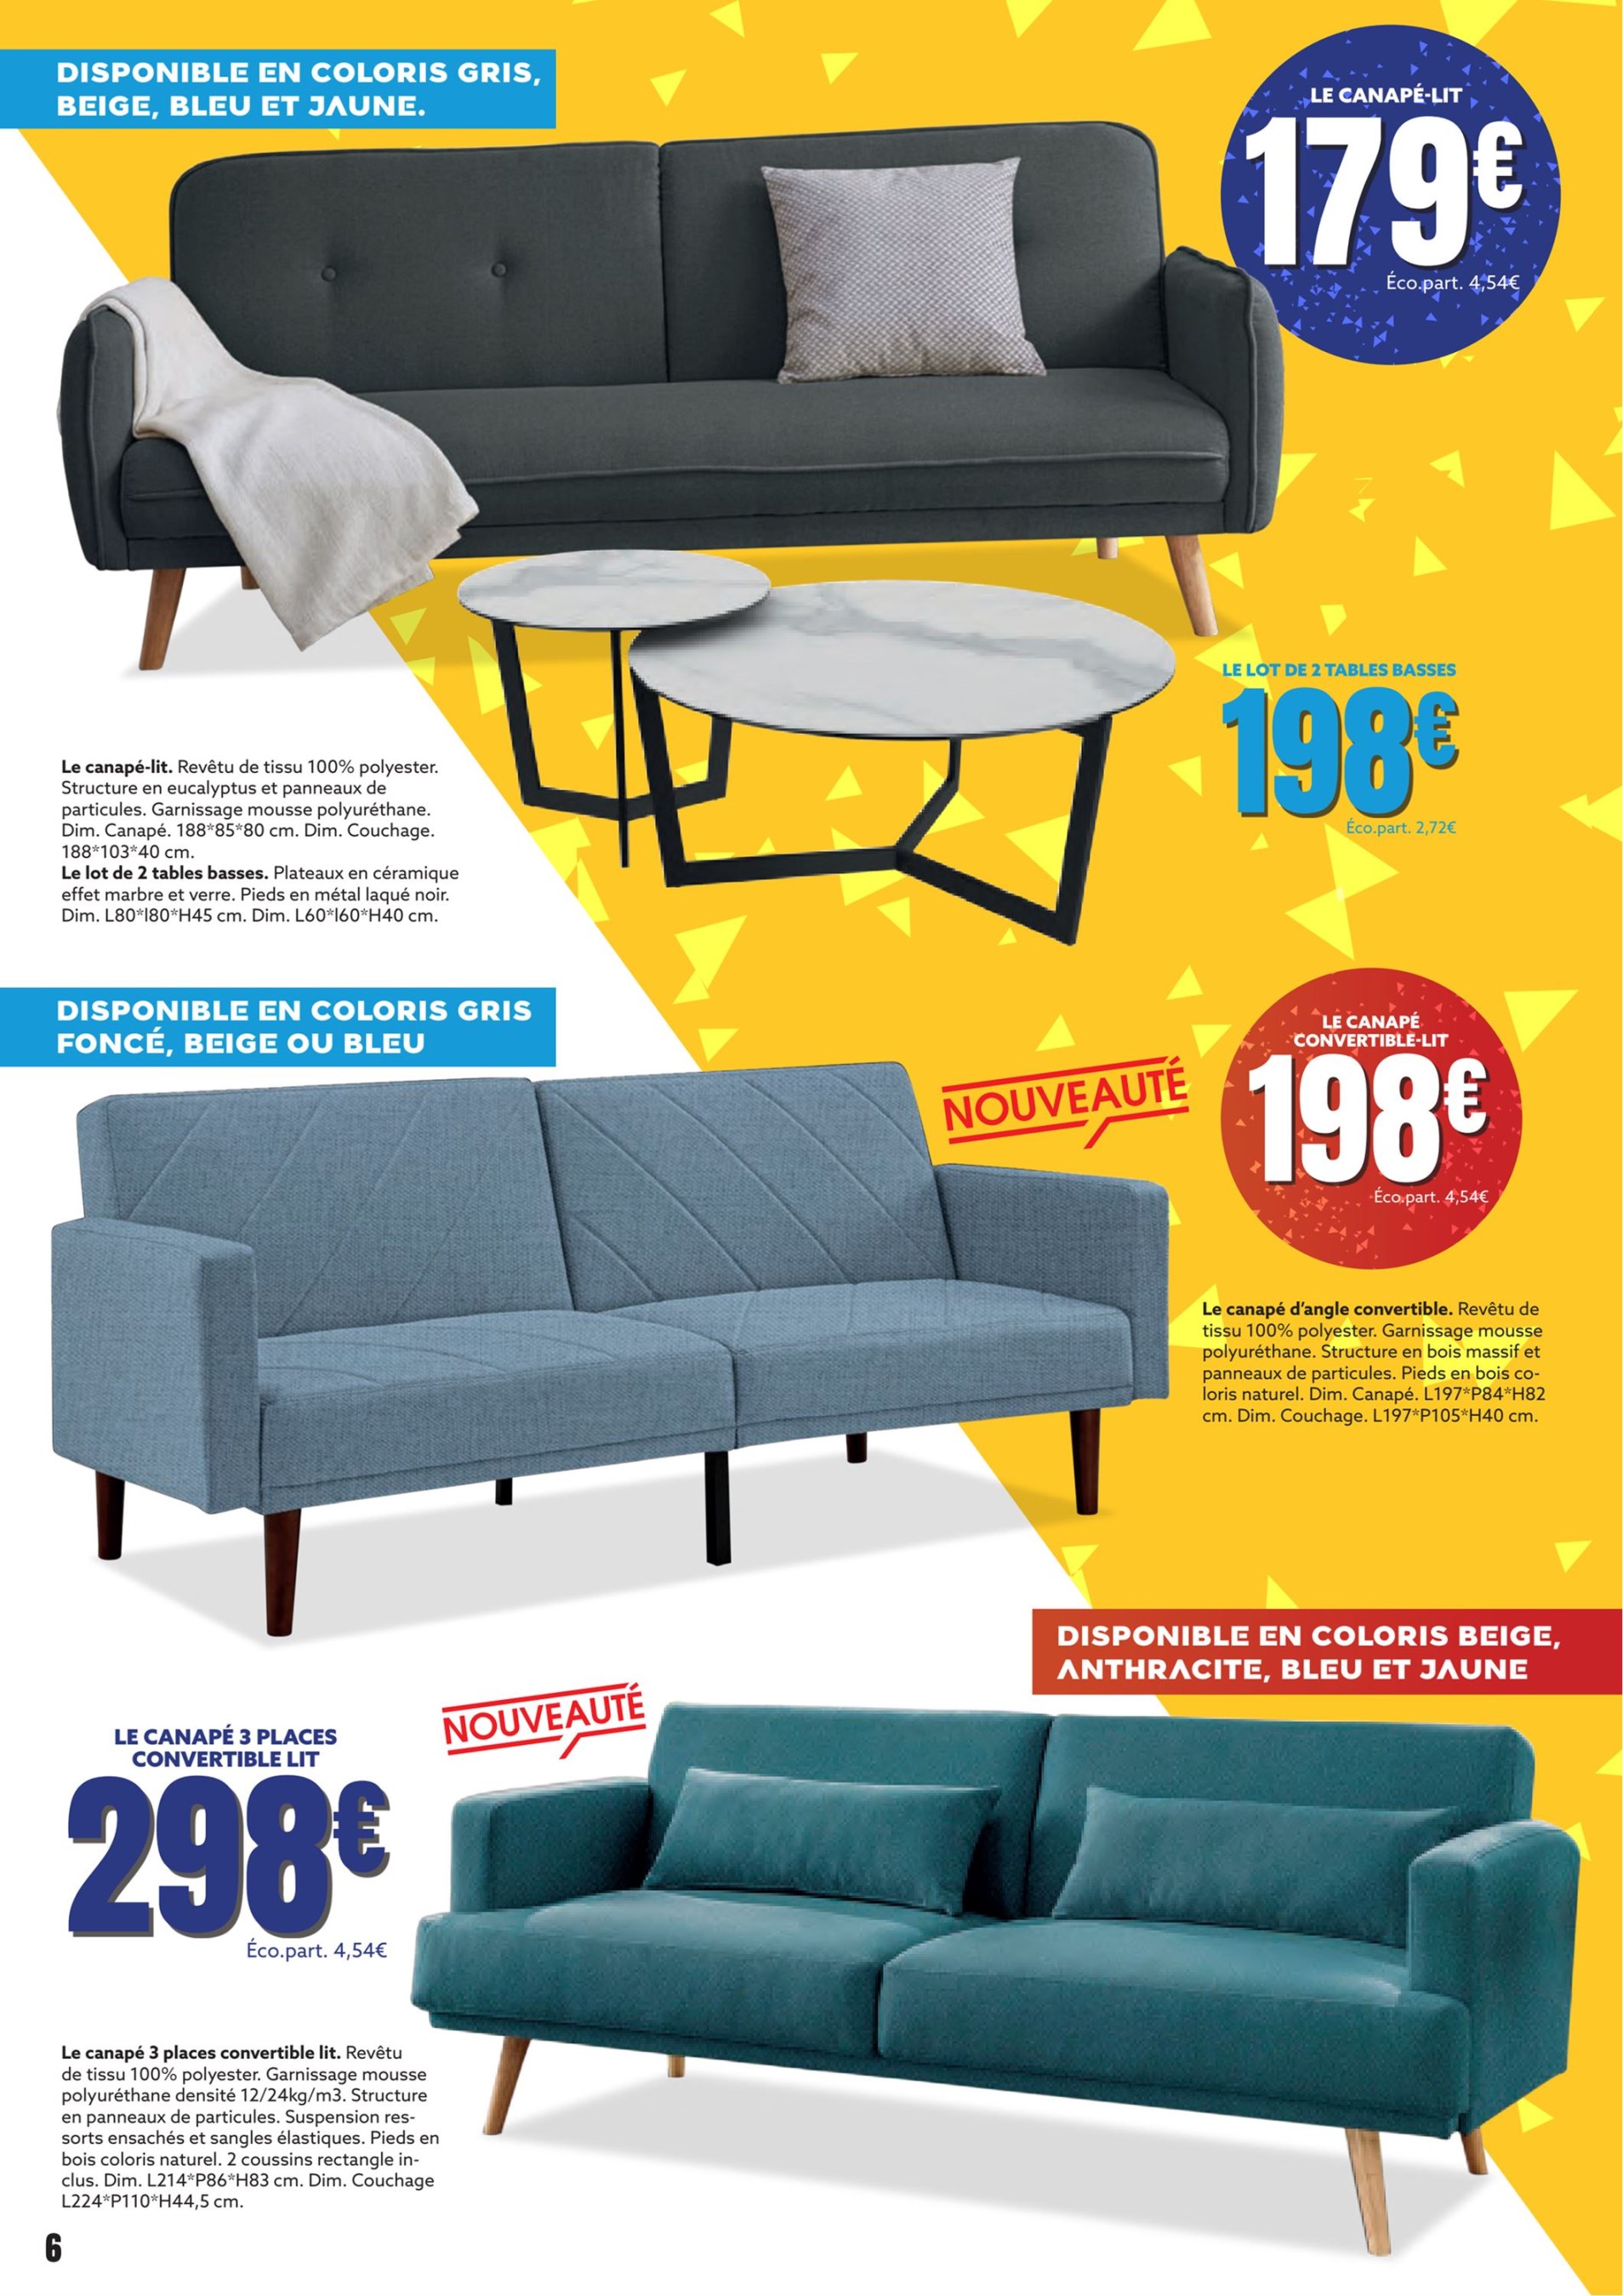 DISPONIBLE EN COLORIS GRIS,
BEIGE, BLEU ET JAUNE.
LE CANAPÉ-LIT
179€
Éco.part. 4,54€
LE LOT DE 2 TABLES BASSES
198€
Éco.part. 2,72€
Le canapé-lit. Revêtu de tissu 100% polyester.
Structure en eucalyptus et panneaux de
particules. Garnissage mousse polyuréthane.
Dim. Canapé. 188*85*80 cm. Dim. Couchage.
188*103*40 cm.
Le lot de 2 tables basses. Plateaux en céramique
effet marbre et verre. Pieds en métal laqué noir.
Dim. L80*l80*H45 cm. Dim. L60*l60*H40 cm.
DISPONIBLE EN COLORIS GRIS
FONCÉ, BEIGE OU BLEU
NOUVEAUTÉ
LE CANAPÉ
CONVERTIBLE-LIT
198€
Éco.part. 4,54€
Le canapé d'angle convertible. Revêtu de
tissu 100% polyester. Garnissage mousse
polyuréthane. Structure en bois massif et
panneaux de particules. Pieds en bois co-
loris naturel. Dim. Canapé. L197*P84*H82
cm. Dim. Couchage. L197*P105*H40 cm.
DISPONIBLE EN COLORIS BEIGE,
ANTHRACITE, BLEU ET JAUNE
NOUVEAUTÉ
LE CANAPÉ 3 PLACES
CONVERTIBLE LIT
298€
Éco.part. 4,54€
Le canapé 3 places convertible lit. Revêtu
de tissu 100% polyester. Garnissage mousse
polyuréthane densité 12/24kg/m3. Structure
en panneaux de particules. Suspension res-
sorts ensachés et sangles élastiques. Pieds en
bois coloris naturel. 2 coussins rectangle in-
clus. Dim. L214*P86*H83 cm. Dim. Couchage
L224*P110*H44,5 cm.
6